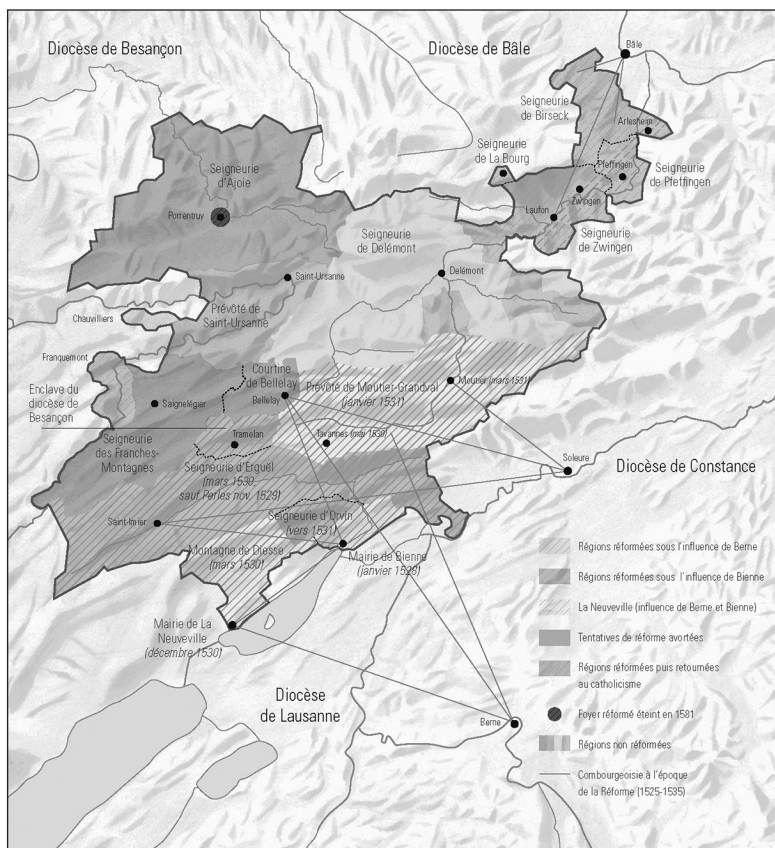 Diocèse de Besançon
Diocèse de Bâle
Bâle
Seigneurie
de Birseck
Arlesheim
Seigneurie
de La Bourg
Pfeffingen
Seigneurie
de Pfeffingen
Seigneurie
d'Ajoie
Zwingen
Porrentruy
Laufon
Seigneurie
de Zwingen
Seigneurie
de Delémont
Delémont
Saint-Ursanne
Prévôté de
Saint-Ursanne
Chauvilliers
Franquemont
Courtine
de Bellelay
Bellelay
Prévôté de Moutier-Grandval
(janvier 1531)
Moutier (mars 1531)
Enclave du
diocèse de
Besançon
Saignelégier
Tramelan
Tavannes (mai 1530)
Seigneurie
des Franches-
Montagnes
Seigneurie d'Erguël
(mars 1530,
sauf Perles nov. 1529)
Soleure
Diocèse de Constance
Saint-Imier
Seigneurie d'Orvin
(vers 1531)
Montagne de Diesse
(mars 1530)
Mairie de Bienne
(janvier 1528)
Mairie de La
Neuveville
(décembre 1530)
Diocèse
de Lausanne
Berne
Régions réformées sous l'influence de Berne
Régions réformées sous l'influence de Bienne
La Neuveville (influence de Berne et Bienne)
Tentatives de réforme avortées
Régions réformées puis retournées
au catholicisme
Foyer réformé éteint en 1581
Régions non réformées
Combourgeoisie à l'époque
de la Réforme (1525-1535)